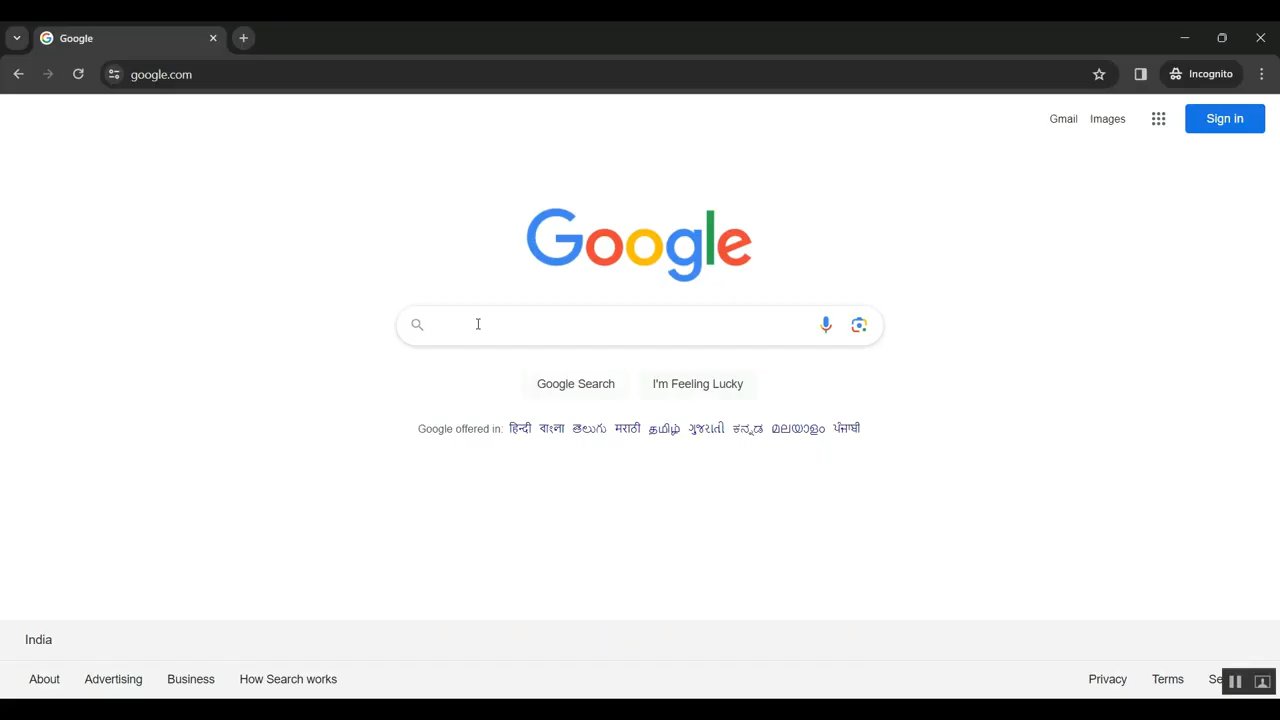 Google
google.com
Incognito
Gmail Images Sign in
Google
Google Search I'm Feeling Lucky
Google offered in: हिन्दी বাংলা తెలుగు मराठी தமிழ் ગુજરાતી ಕನ್ನಡ മലയാളം ਪੰਜਾਬੀ
India
About Advertising Business How Search works Privacy Terms Se